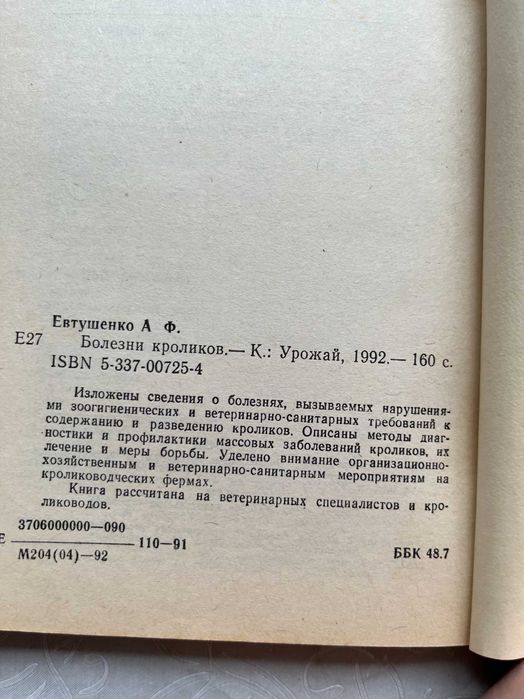 Евтушенко А Ф.
Е27 Болезни кроликов.— К.: Урожай, 1992.— 160 с.
ISBN 5-337-00725-4
Изложены сведения о болезнях, вызываемых нарушения-
ми зоогигиенических и ветеринарно-санитарных требований к
содержанию и разведению кроликов. Описаны методы диаг-
ностики и профилактики массовых заболеваний кроликов, их
лечение и меры борьбы. Уделено внимание организационно-
хозяйственным и ветеринарно-санитарным мероприятиям на
кролиководческих фермах.
Книга рассчитана на ветеринарных специалистов и кро-
лиководов.
3706000000—090
Е 110—91
М204(04)—92
ББК 48.7